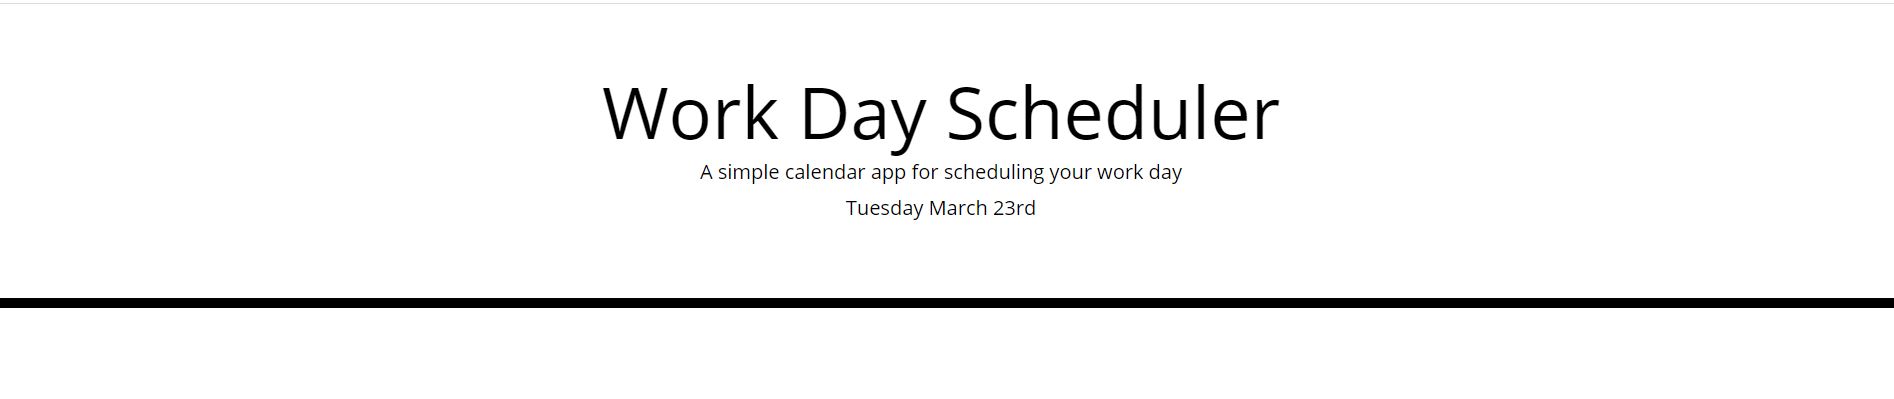 Work Day Scheduler
A simple calendar app for scheduling your work day
Tuesday March 23rd